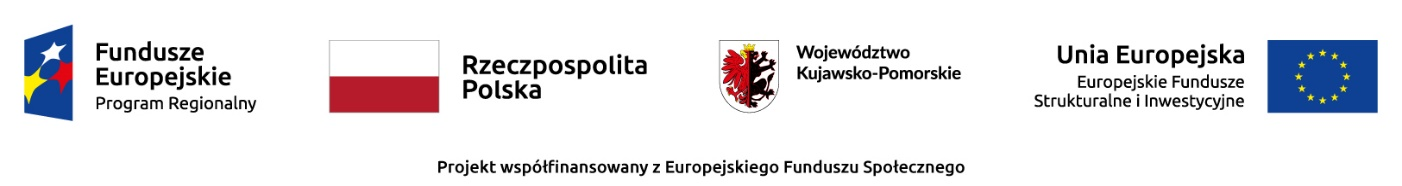 Fundusze
Europejskie
Program Regionalny
Rzeczpospolita
Polska
Województwo
Kujawsko-Pomorskie
Unia Europejska
Europejskie Fundusze
Strukturalne i Inwestycyjne
Projekt współfinansowany z Europejskiego Funduszu Społecznego